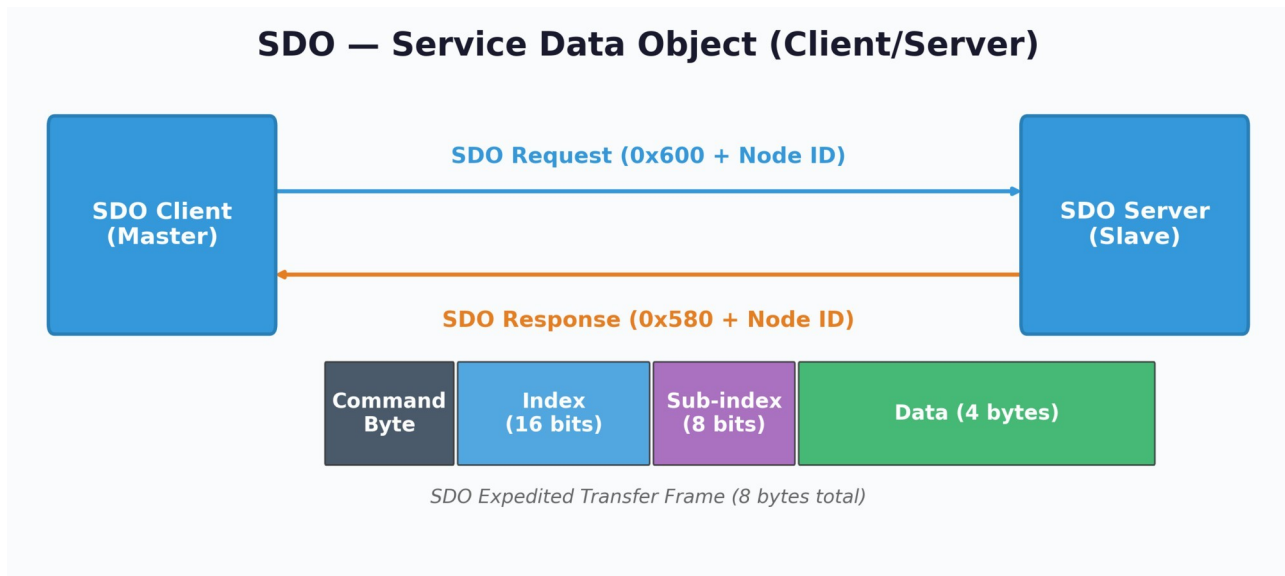 SDO — Service Data Object (Client/Server)
SDO Request (0x600 + Node ID)
SDO Client
(Master)
SDO Server
(Slave)
SDO Response (0x580 + Node ID)
Command
Byte
Index
(16 bits)
Sub-index
(8 bits)
Data (4 bytes)
SDO Expedited Transfer Frame (8 bytes total)